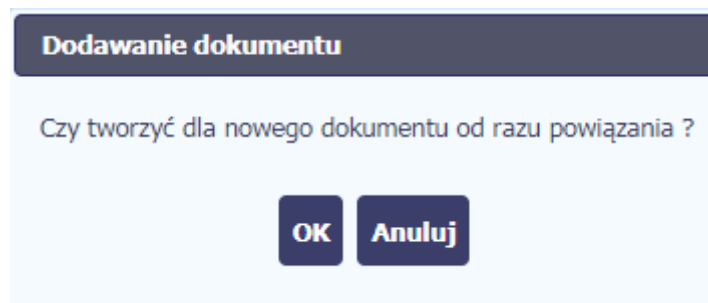 Dodawanie dokumentu
Czy tworzyć dla nowego dokumentu od razu powiązania ?
OK Anuluj